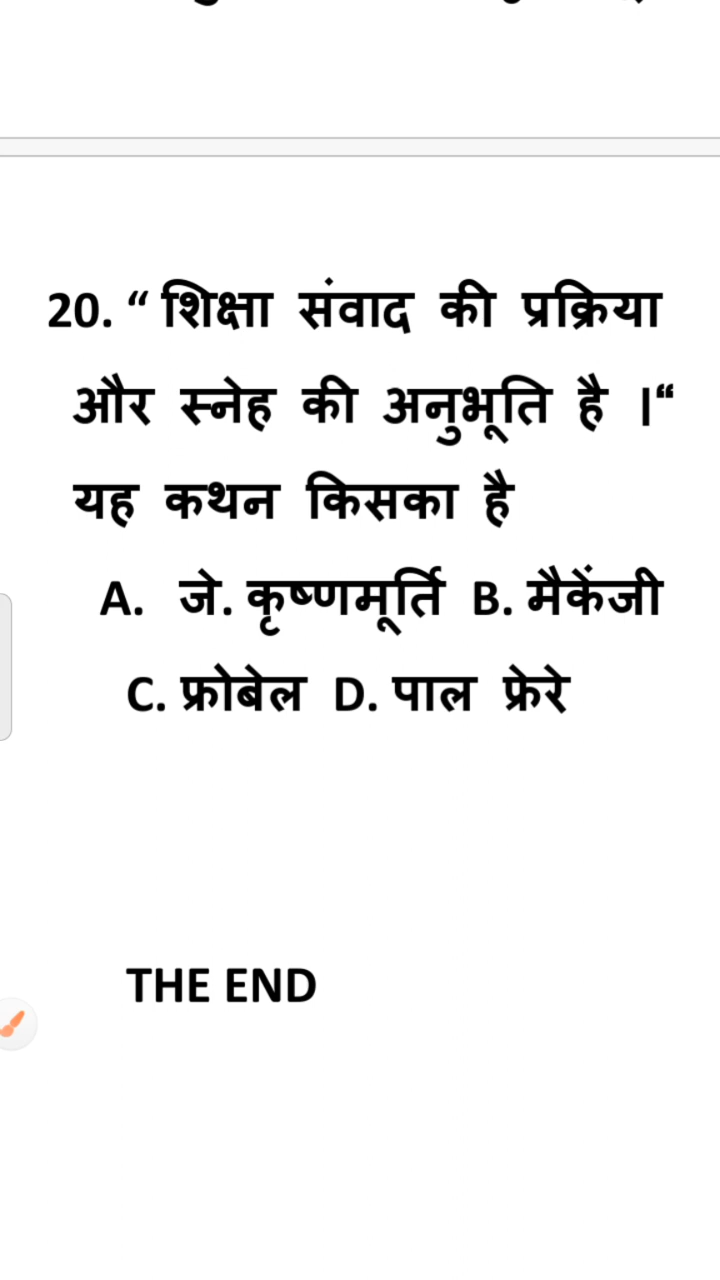 20. “ शिक्षा संवाद की प्रक्रिया
और स्नेह की अनुभूति है ।“
यह कथन किसका है
A. जे. कृष्णमूर्ति B. मैकेंजी
C. फ्रोबेल D. पाल फ्रेरे
THE END